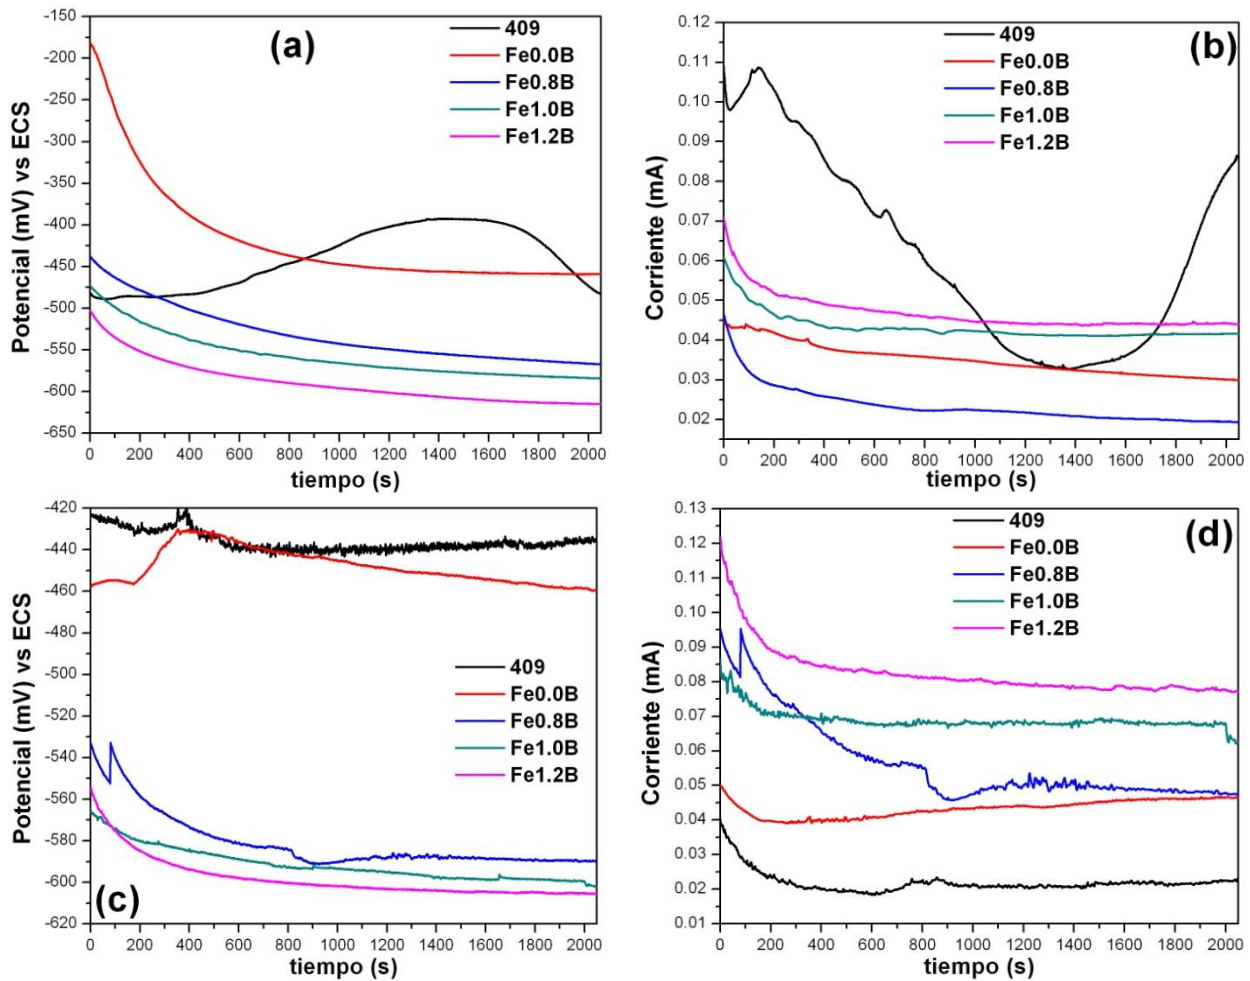 (a)
409
Fe0.0B
Fe0.8B
Fe1.0B
Fe1.2B
Potencial (mV) vs ECS
-150
-200
-250
-300
-350
-400
-450
-500
-550
-600
-650
0 200 400 600 800 1000 1200 1400 1600 1800 2000
tiempo (s)
(b)
409
Fe0.0B
Fe0.8B
Fe1.0B
Fe1.2B
Corriente (mA)
0.12
0.11
0.10
0.09
0.08
0.07
0.06
0.05
0.04
0.03
0.02
0 200 400 600 800 1000 1200 1400 1600 1800 2000
tiempo (s)
(c)
409
Fe0.0B
Fe0.8B
Fe1.0B
Fe1.2B
Potencial (mV) vs ECS
-420
-440
-460
-480
-500
-520
-540
-560
-580
-600
-620
0 200 400 600 800 1000 1200 1400 1600 1800 2000
tiempo (s)
(d)
409
Fe0.0B
Fe0.8B
Fe1.0B
Fe1.2B
Corriente (mA)
0.13
0.12
0.11
0.10
0.09
0.08
0.07
0.06
0.05
0.04
0.03
0.02
0.01
0 200 400 600 800 1000 1200 1400 1600 1800 2000
tiempo (s)